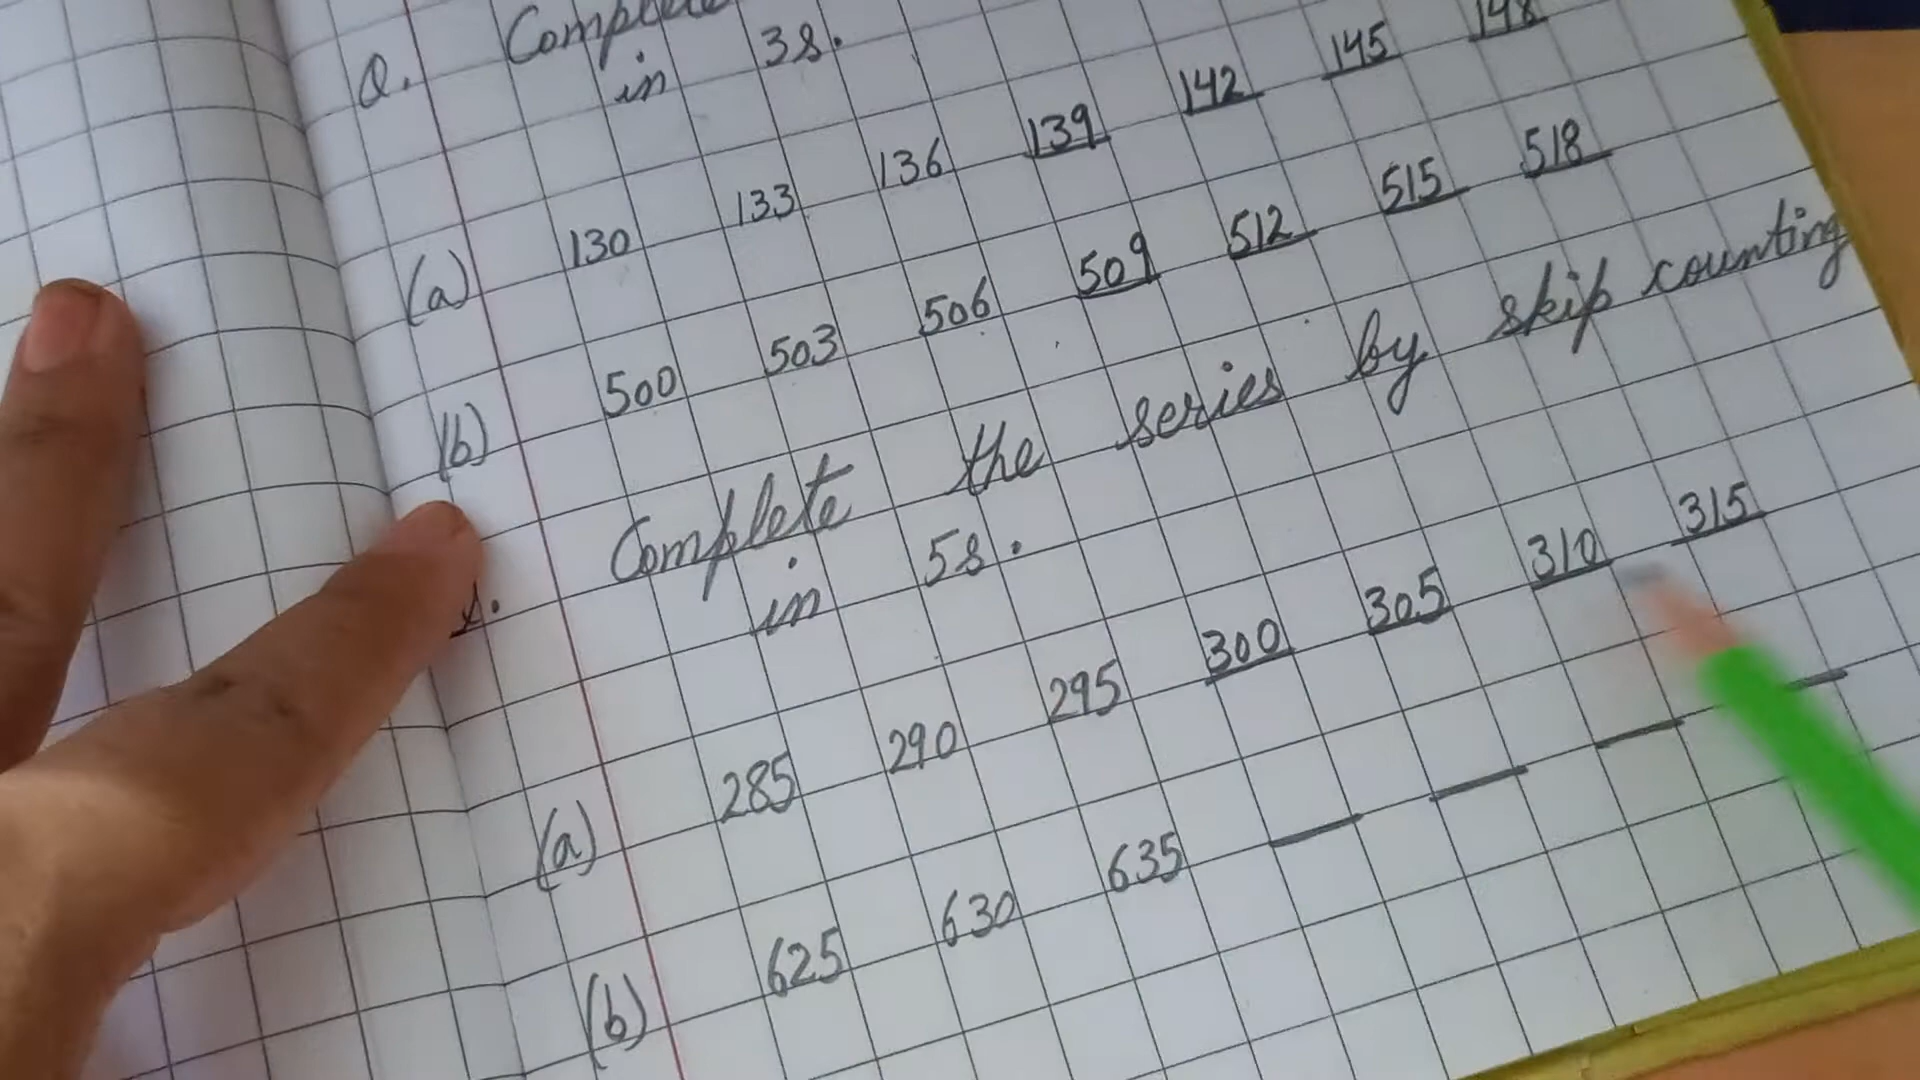 Q. Complete
in 3s.
(a) 130 133 136 139 142 145 148
(b) 500 503 506 509 512 515 518
Complete the series by skip counting
in 5s.
(a) 285 290 295 300 305 310 315
(b) 625 630 635